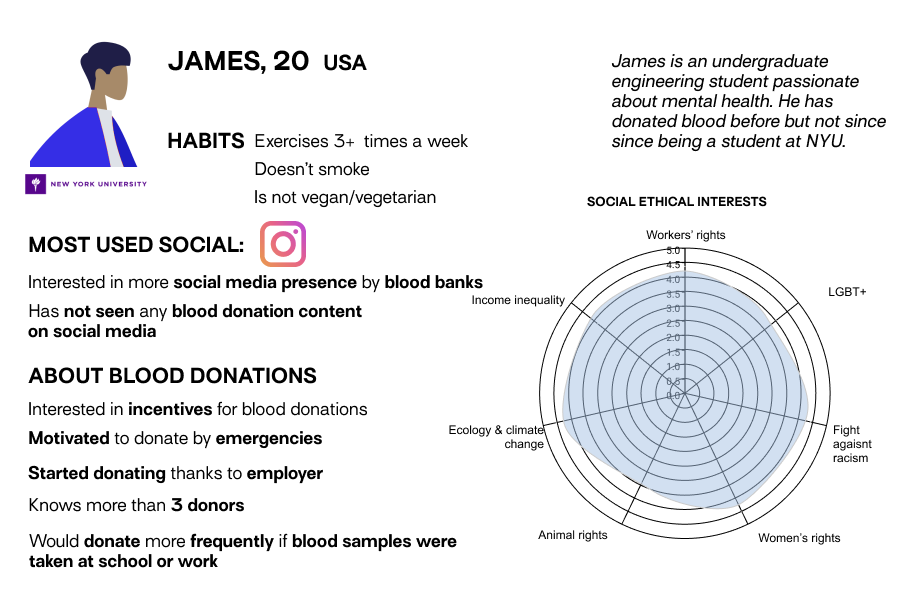 JAMES, 20 USA
James is an undergraduate
engineering student passionate
about mental health. He has
donated blood before but not since
since being a student at NYU.
HABITS Exercises 3+ times a week
Doesn't smoke
Is not vegan/vegetarian
NEW YORK UNIVERSITY
MOST USED SOCIAL:
Interested in more social media presence by blood banks
Has not seen any blood donation content
on social media
ABOUT BLOOD DONATIONS
Interested in incentives for blood donations
Motivated to donate by emergencies
Started donating thanks to employer
Knows more than 3 donors
Would donate more frequently if blood samples were
taken at school or work
SOCIAL ETHICAL INTERESTS
Workers' rights
5.0
4.5
4.0
3.5
3.0
2.5
2.0
1.5
1.0
0.5
0.0
LGBT+
Fight
agaisnt
racism
Women's rights
Animal rights
Ecology & climate
change
Income inequality